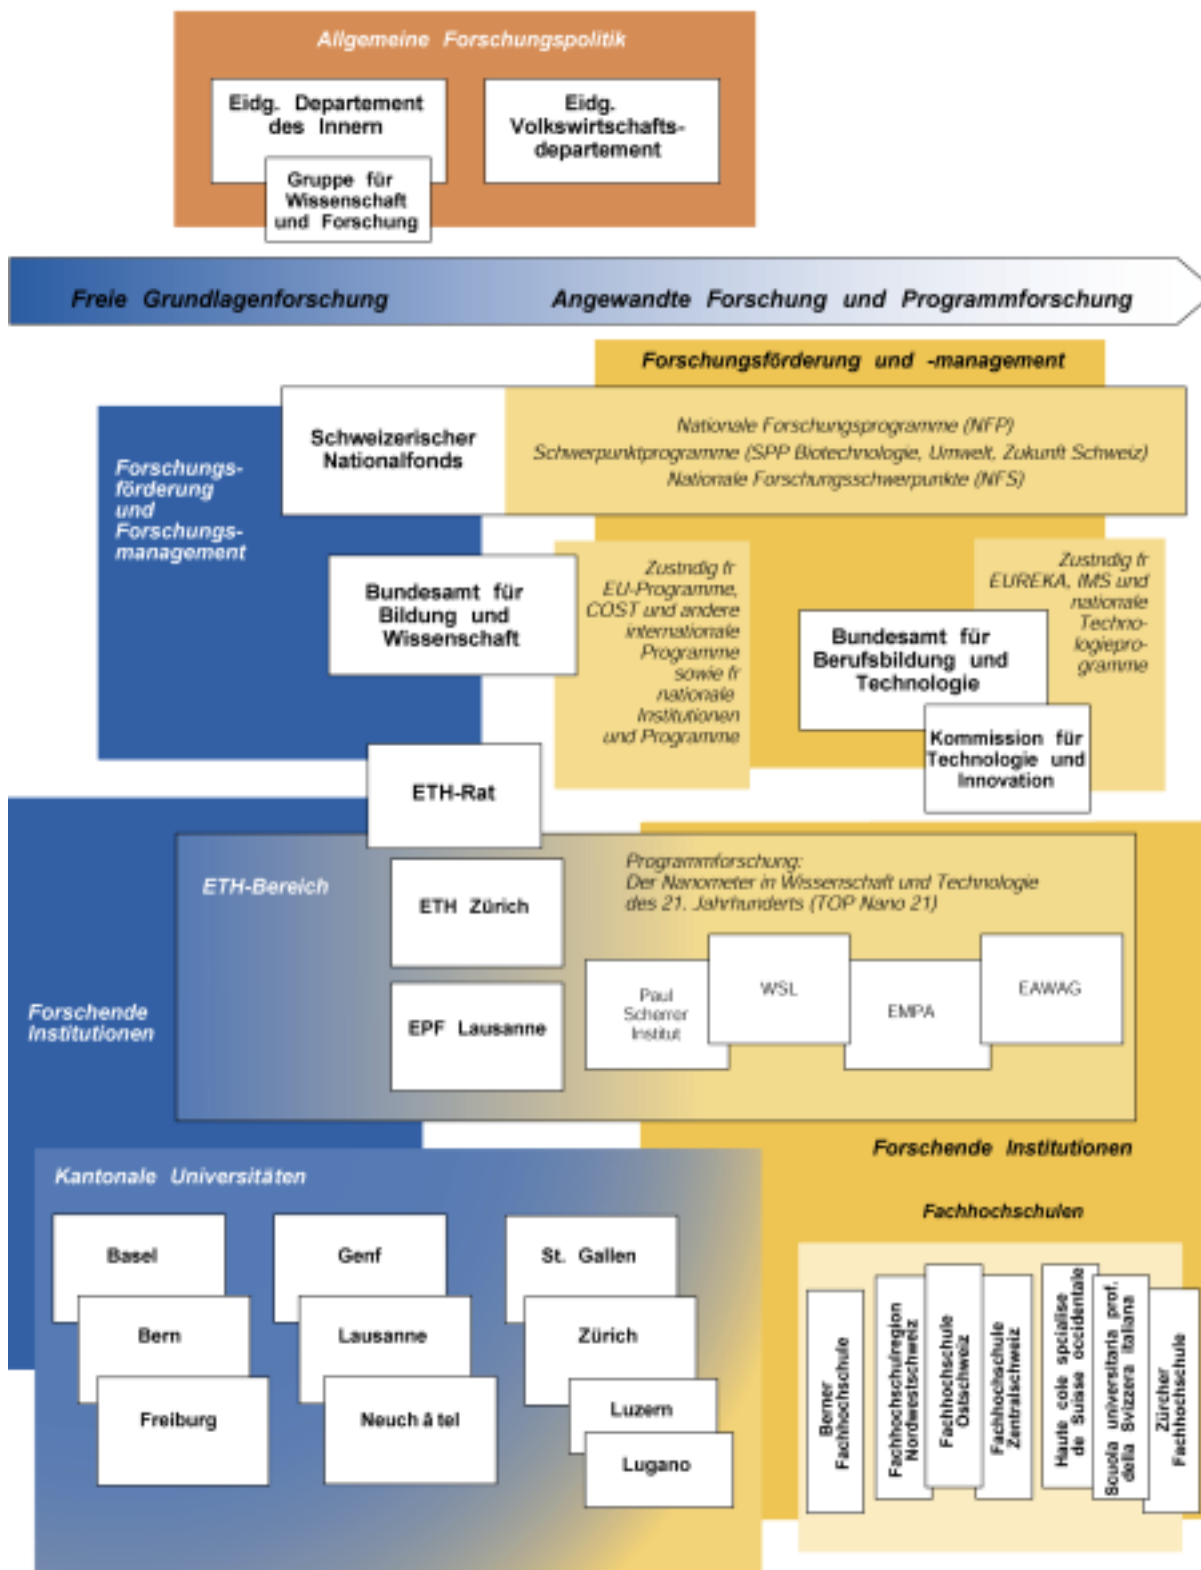 Allgemeine Forschungspolitik
Eidg. Departement
des Innern
Gruppe für
Wissenschaft
und Forschung
Eidg.
Volkswirtschafts-
departement
Freie Grundlagenforschung
Angewandte Forschung und Programmforschung
Forschungsförderung und -management
Forschungs-
förderung
und
Forschungs-
management
Schweizerischer
Nationalfonds
Nationale Forschungsprogramme (NFP)
Schwerpunktprogramme (SPP Biotechnologie, Umwelt, Zukunft Schweiz)
Nationale Forschungsschwerpunkte (NFS)
Bundesamt für
Bildung und
Wissenschaft
Zustndig fr
EU-Programme,
COST und andere
internationale
Programme
sowie fr
nationale
Institutionen
und Programme
Bundesamt für
Berufsbildung und
Technologie
Zustndig fr
EUREKA, IMS und
nationale
Techno-
logiepro-
gramme
Kommission für
Technologie und
Innovation
ETH-Rat
ETH-Bereich
ETH Zürich
EPF Lausanne
Programmforschung:
Der Nanometer in Wissenschaft und Technologie
des 21. Jahrhunderts (TOP Nano 21)
Paul
Scherrer
Institut
WSL
EMPA
EAWAG
Forschende
Institutionen
Forschende Institutionen
Kantonale Universitäten
Basel
Bern
Freiburg
Genf
Lausanne
Neuch â tel
St. Gallen
Zürich
Luzern
Lugano
Fachhochschulen
Berner
Fachhochschule
Fachhochschulregion
Nordwestschweiz
Fachhochschule
Ostschweiz
Fachhochschule
Zentralschweiz
Haute cole spcialise
de Suisse occidentale
Scuola universitaria prof.
della Svizzera italiana
Zürcher
Fachhochschule